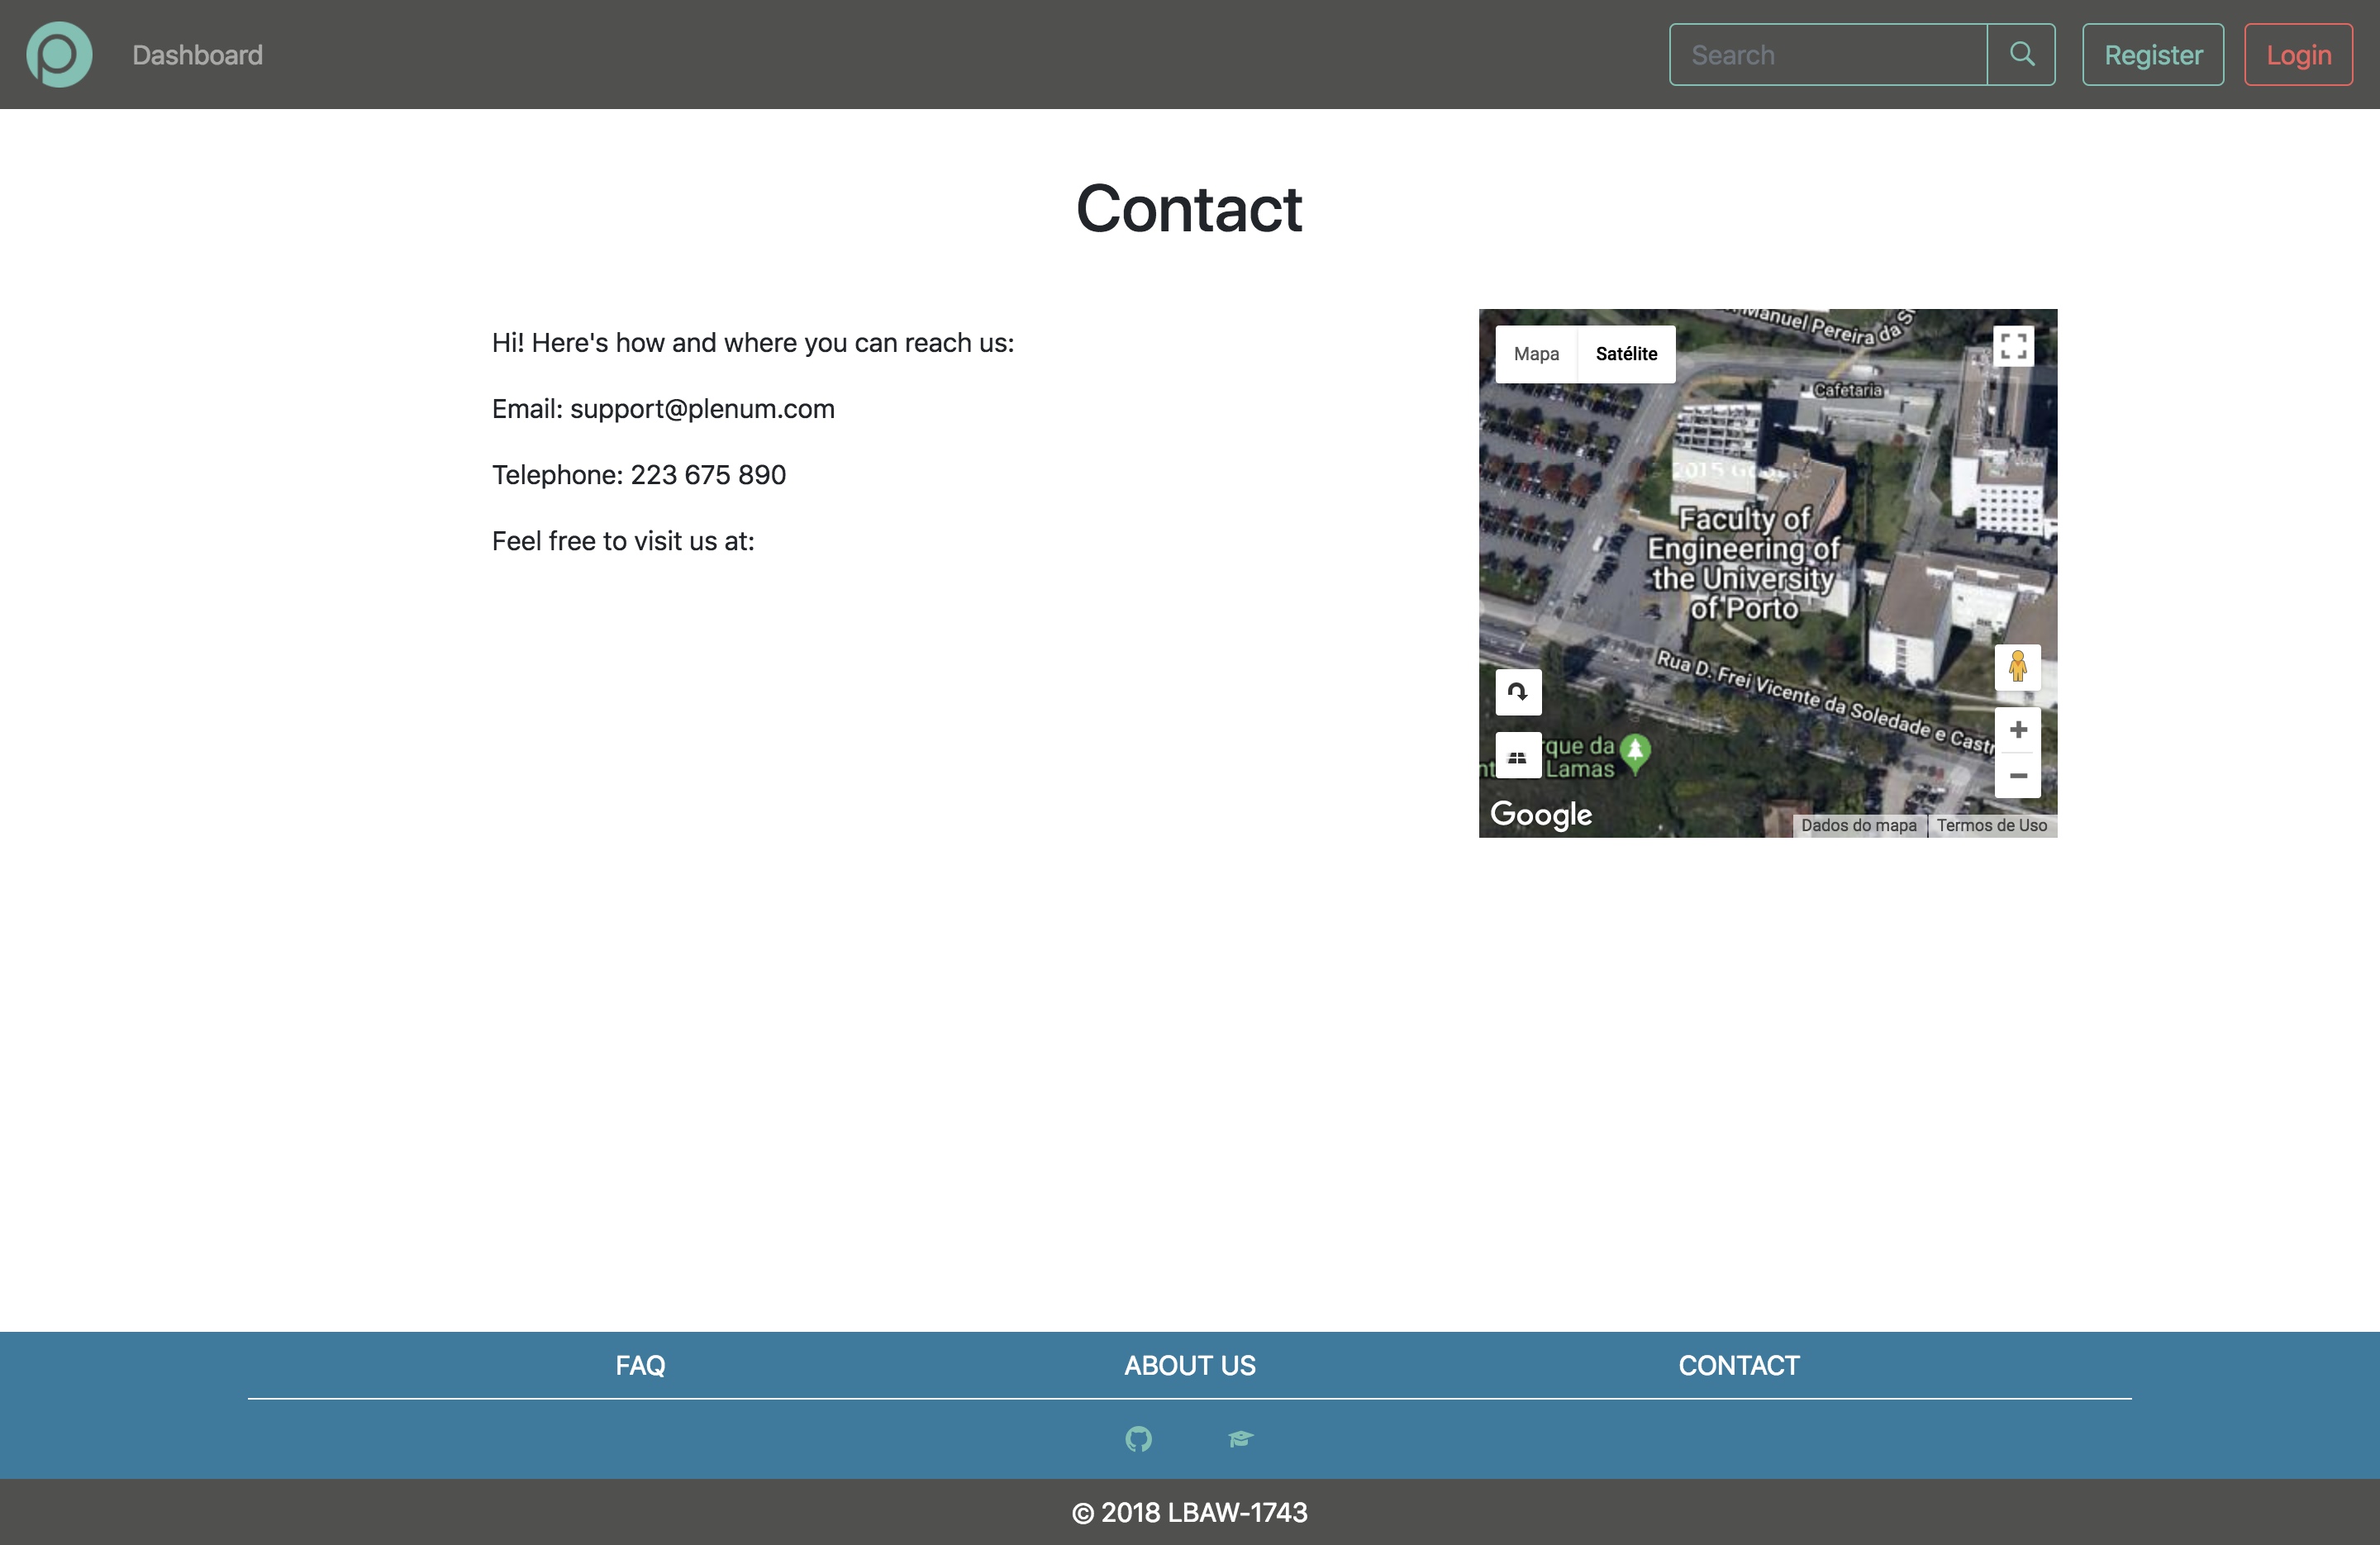 Dashboard
Search
Register
Login
Contact
Hi! Here's how and where you can reach us:
Email: support@plenum.com
Telephone: 223 675 890
Feel free to visit us at:
Manuel Pereira da
Mapa
Satélite
Cafetaria
2015
Faculty of
Engineering of
the University
of Porto
Rua D. Frei Vicente da Soledade e Castr
rque da
Lamas
Google
Dados do mapa
Termos de Uso
FAQ
ABOUT US
CONTACT
© 2018 LBAW-1743